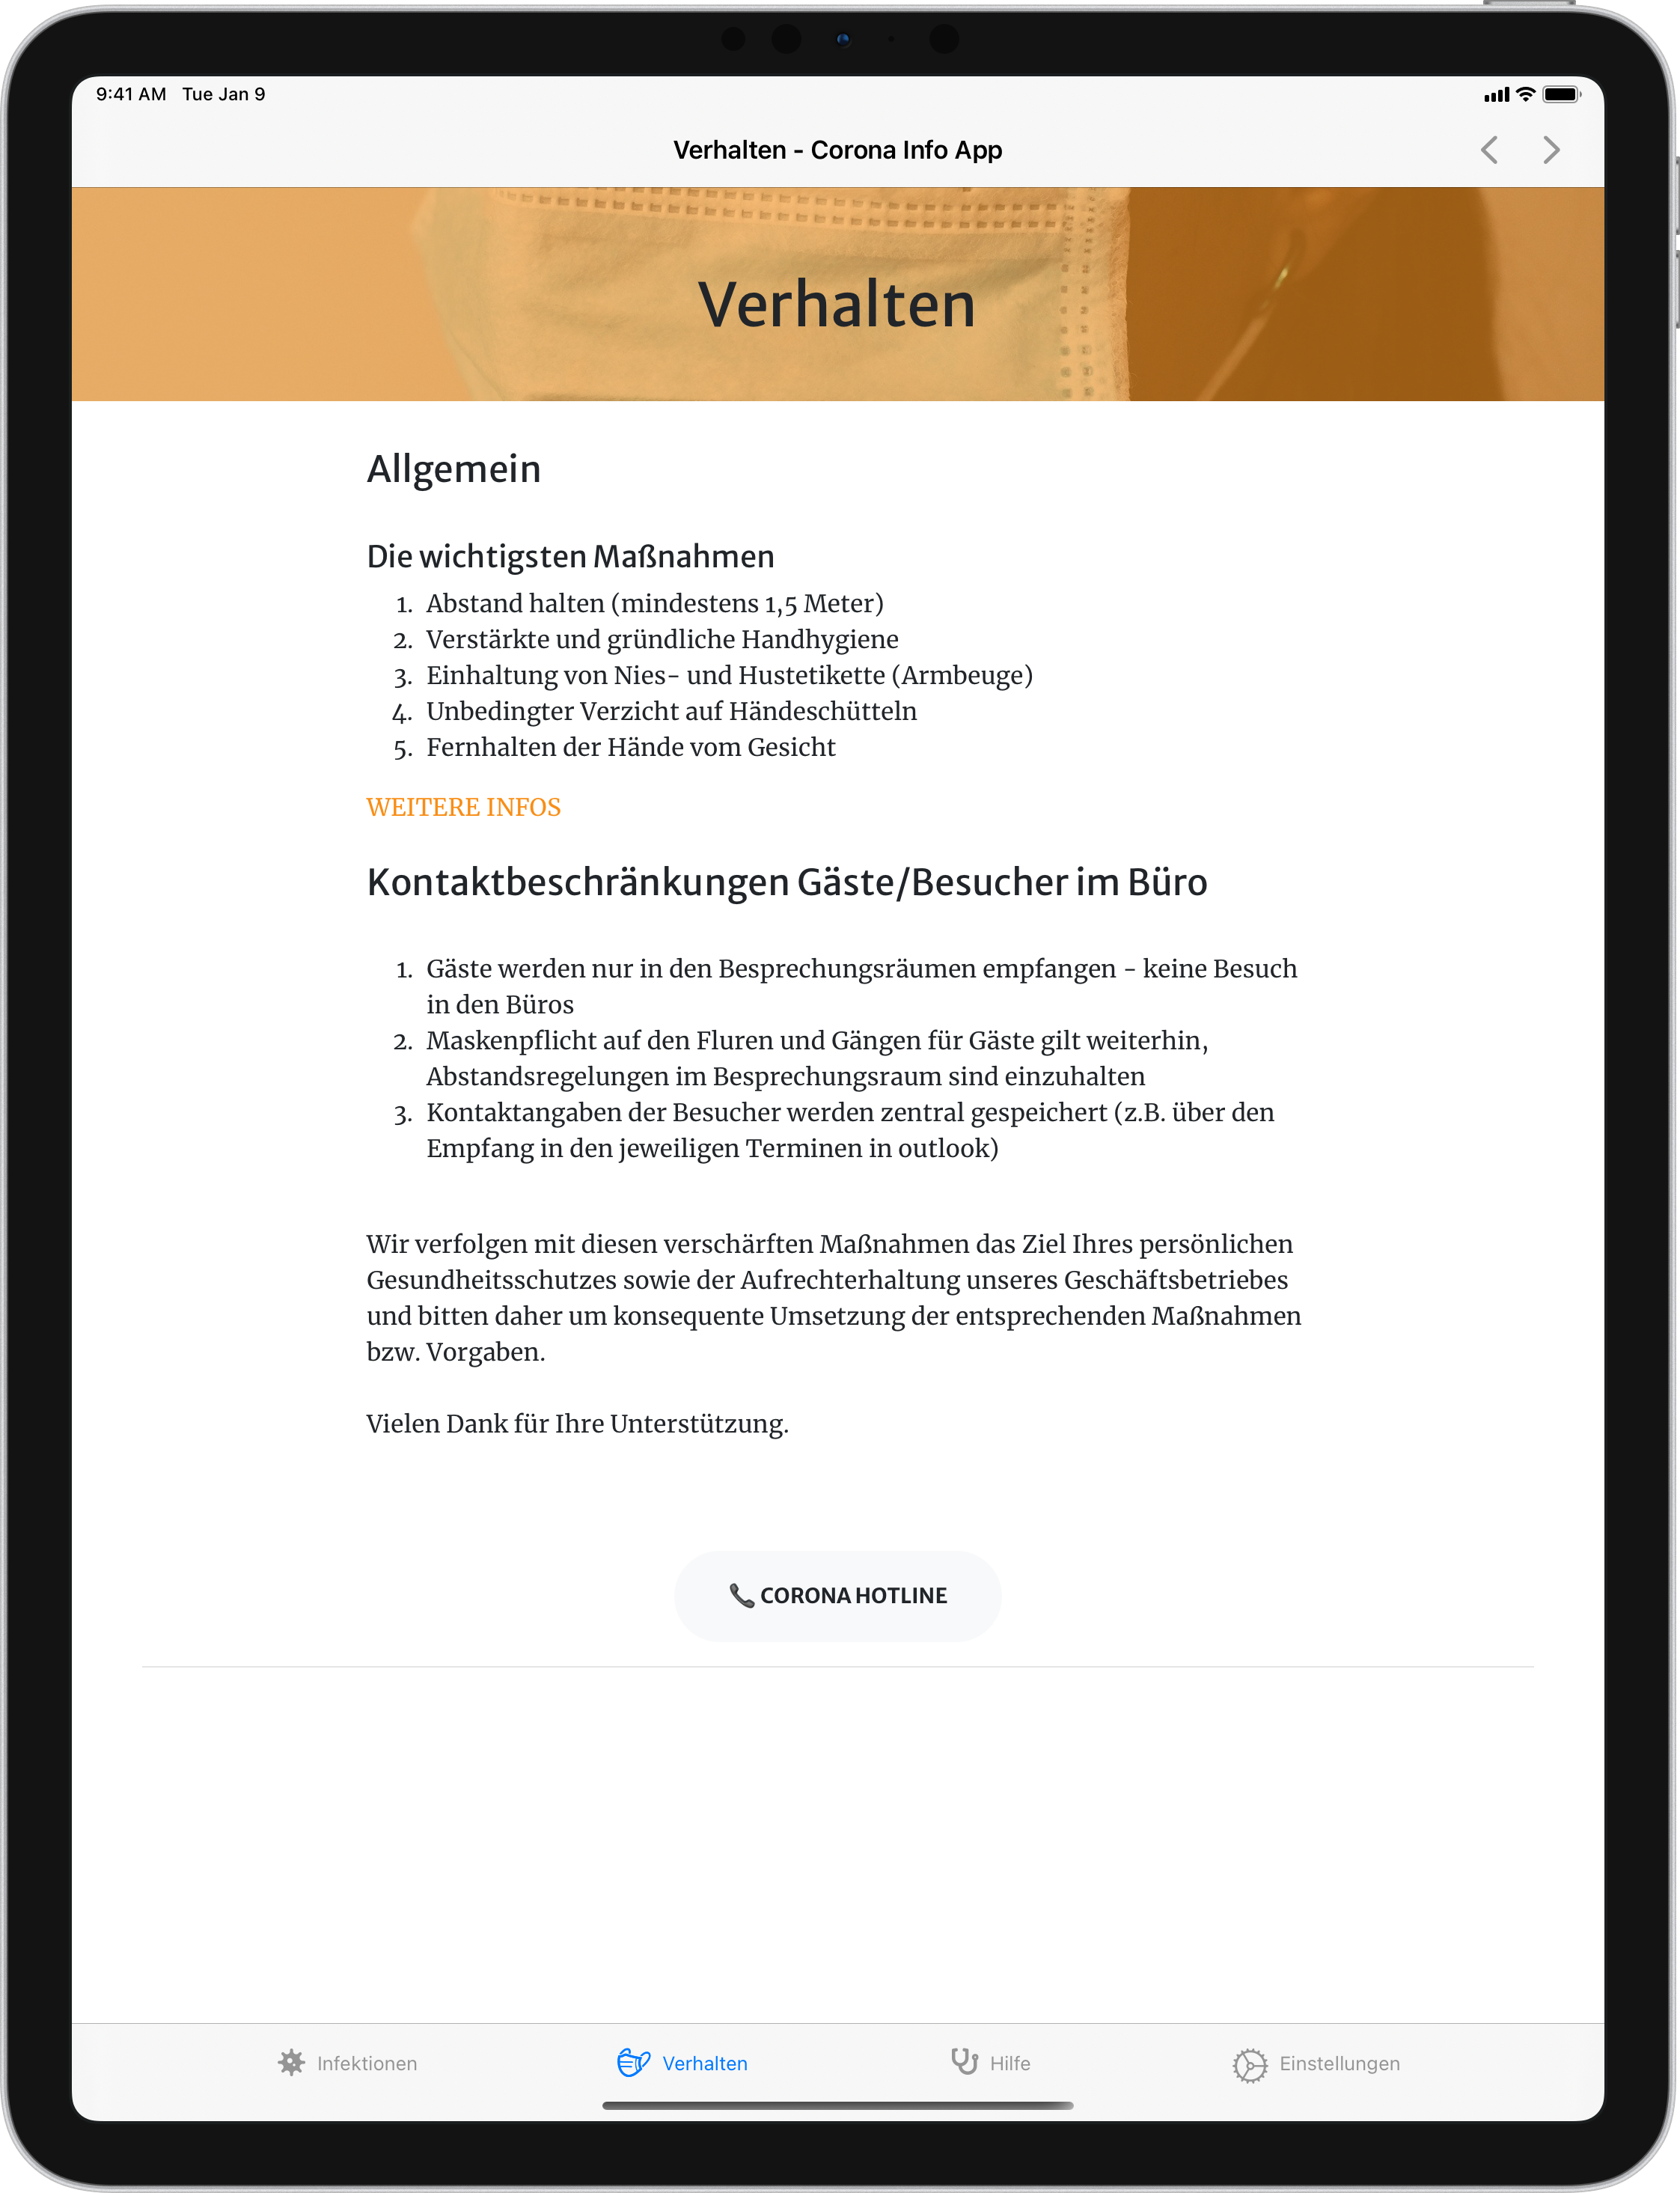 9:41 AM Tue Jan 9
Verhalten - Corona Info App
Verhalten
Allgemein
Die wichtigsten Maßnahmen
1. Abstand halten (mindestens 1,5 Meter)
2. Verstärkte und gründliche Handhygiene
3. Einhaltung von Nies- und Hustetikette (Armbeuge)
4. Unbedingter Verzicht auf Händeschütteln
5. Fernhalten der Hände vom Gesicht
WEITERE INFOS
Kontaktbeschränkungen Gäste/Besucher im Büro
1. Gäste werden nur in den Besprechungsräumen empfangen - keine Besuch
in den Büros
2. Maskenpflicht auf den Fluren und Gängen für Gäste gilt weiterhin,
Abstandsregelungen im Besprechungsraum sind einzuhalten
3. Kontaktangaben der Besucher werden zentral gespeichert (z.B. über den
Empfang in den jeweiligen Terminen in outlook)
Wir verfolgen mit diesen verschärften Maßnahmen das Ziel Ihres persönlichen
Gesundheitsschutzes sowie der Aufrechterhaltung unseres Geschäftsbetriebes
und bitten daher um konsequente Umsetzung der entsprechenden Maßnahmen
bzw. Vorgaben.
Vielen Dank für Ihre Unterstützung.
CORONA HOTLINE
Infektionen
Verhalten
Hilfe
Einstellungen